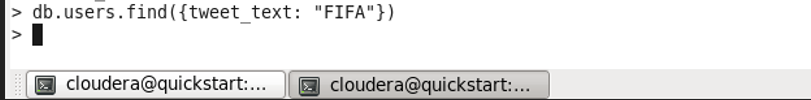 > db.users.find({tweet_text: "FIFA"})
>
cloudera@quickstart:... cloudera@quickstart:...